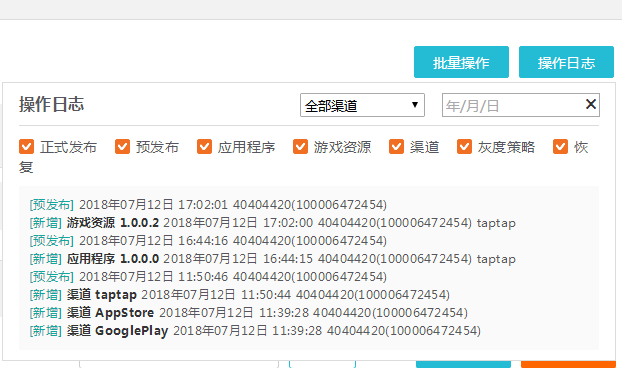 批量操作 操作日志
操作日志 全部渠道 年/月/日
正式发布 预发布 应用程序 游戏资源 渠道 灰度策略 恢
复
[预发布] 2018年07月12日 17:02:01 40404420(100006472454)
[新增] 游戏资源 1.0.0.2 2018年07月12日 17:02:00 40404420(100006472454) taptap
[预发布] 2018年07月12日 16:44:16 40404420(100006472454)
[新增] 应用程序 1.0.0.0 2018年07月12日 16:44:15 40404420(100006472454) taptap
[预发布] 2018年07月12日 11:50:46 40404420(100006472454)
[新增] 渠道 taptap 2018年07月12日 11:50:44 40404420(100006472454)
[新增] 渠道 AppStore 2018年07月12日 11:39:28 40404420(100006472454)
[新增] 渠道 GooglePlay 2018年07月12日 11:39:28 40404420(100006472454)